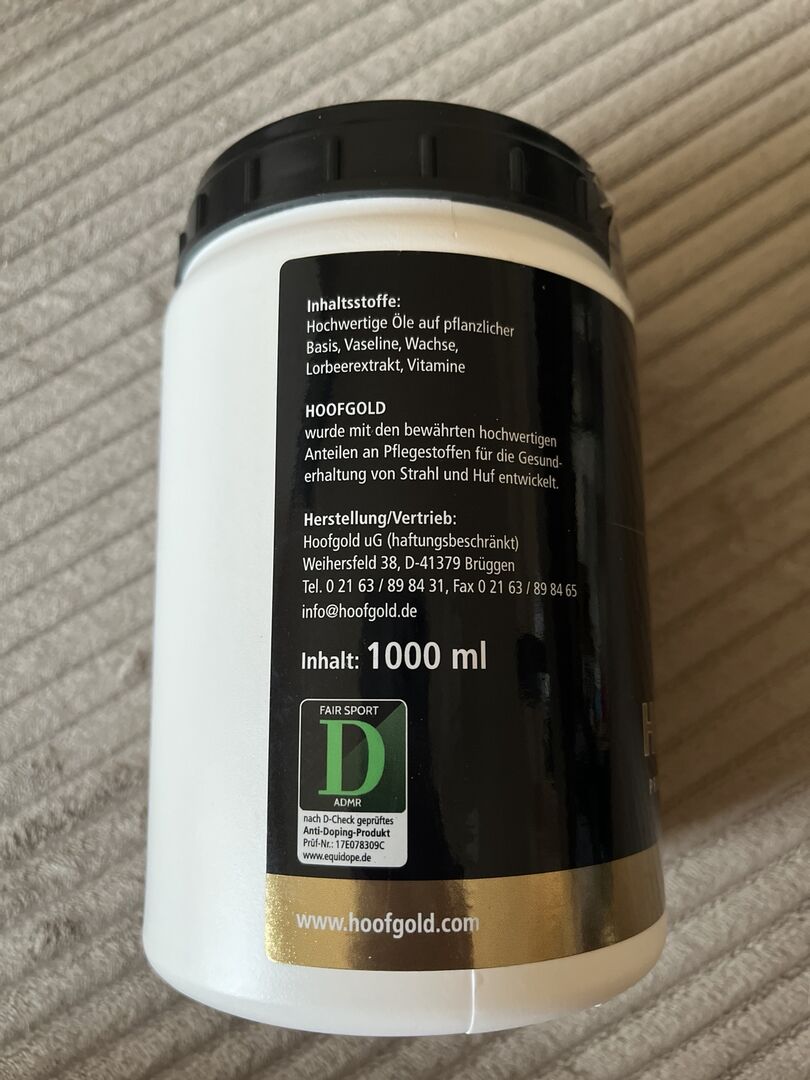 Inhaltsstoffe:
Hochwertige Öle auf pflanzlicher
Basis, Vaseline, Wachse,
Lorbeerextrakt, Vitamine
HOOFGOLD
wurde mit den bewährten hochwertigen
Anteilen an Pflegestoffen für die Gesund-
erhaltung von Strahl und Huf entwickelt.
Herstellung/Vertrieb:
Hoofgold uG (haftungsbeschränkt)
Weihersfeld 38, D-41379 Brüggen
Tel. 0 21 63 / 89 84 31, Fax 0 21 63 / 89 84 65
info@hoofgold.de
Inhalt: 1000 ml
FAIR SPORT
D
ADMR
nach D-Check geprüftes
Anti-Doping-Produkt
Prüf-Nr.: 17E078309C
www.equidope.de
www.hoofgold.com